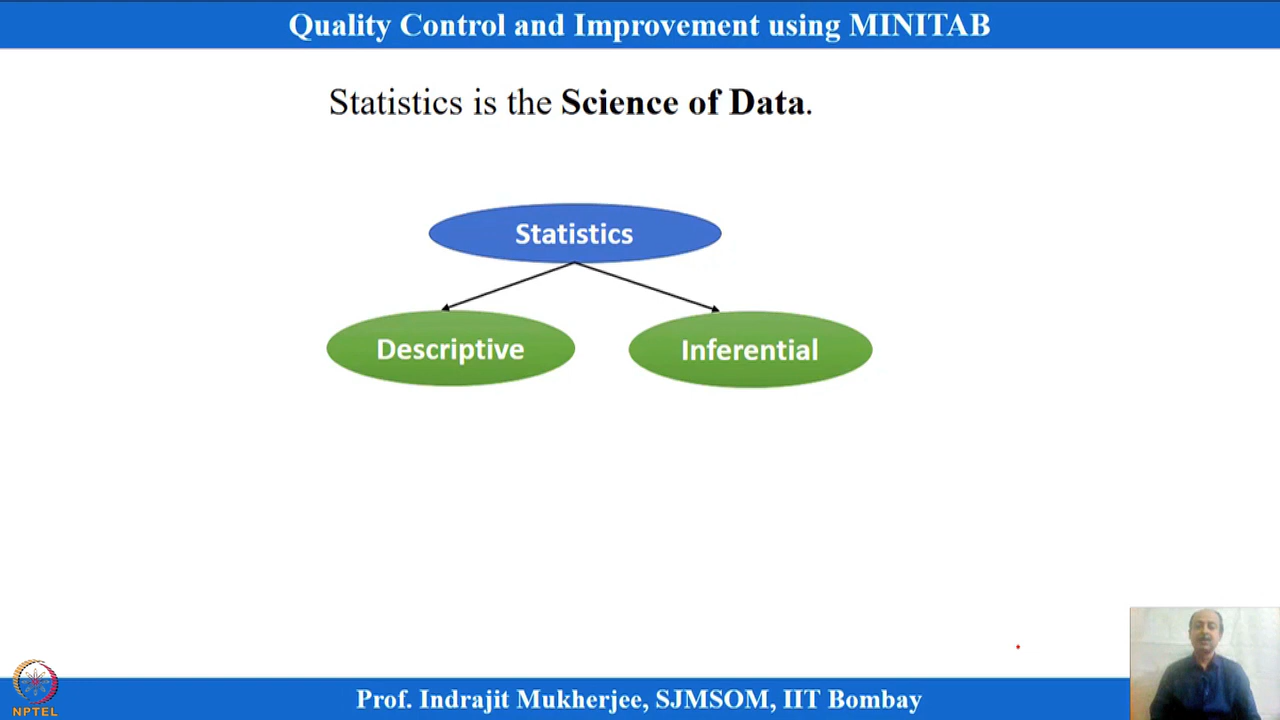 Quality Control and Improvement using MINITAB
Statistics is the Science of Data.
Statistics
Descriptive
Inferential
NPTEL
Prof. Indrajit Mukherjee, SJMSOM, IIT Bombay